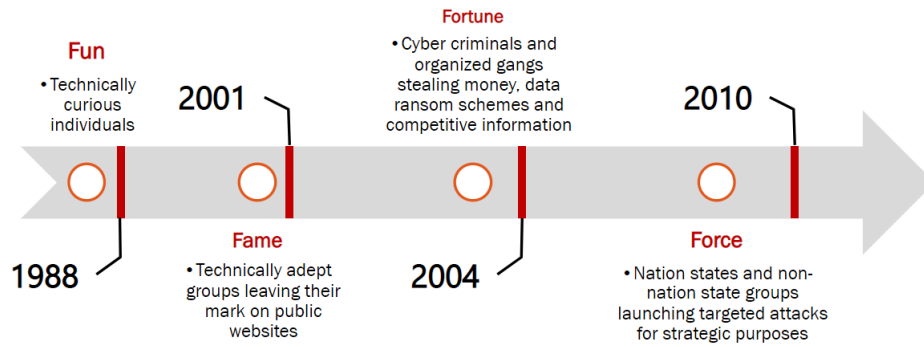 Fun
• Technically
curious
individuals
1988
2001
Fame
• Technically adept
groups leaving their
mark on public
websites
Fortune
• Cyber criminals and
organized gangs
stealing money, data
ransom schemes and
competitive information
2004
2010
Force
• Nation states and non-
nation state groups
launching targeted attacks
for strategic purposes